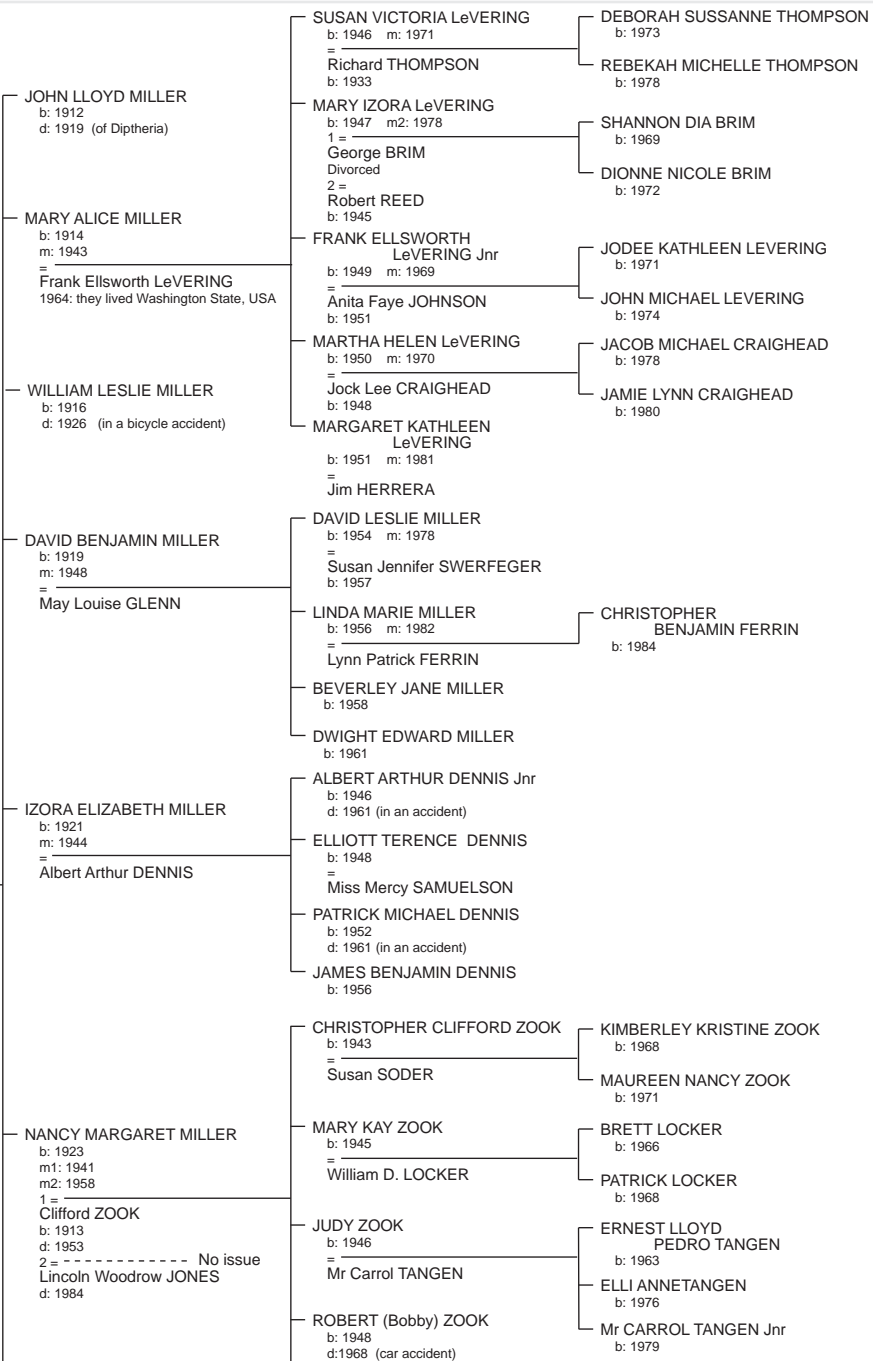 JOHN LLOYD MILLER
b: 1912
d: 1919 (of Diptheria)
MARY ALICE MILLER
b: 1914
m: 1943
=
Frank Ellsworth LeVERING
1964: they lived Washington State, USA
SUSAN VICTORIA LeVERING
b: 1946 m: 1971
=
Richard THOMPSON
b: 1933
DEBORAH SUSSANNE THOMPSON
b: 1973
REBEKAH MICHELLE THOMPSON
b: 1978
MARY IZORA LeVERING
b: 1947 m2: 1978
1 =
George BRIM
Divorced
2 =
Robert REED
b: 1945
SHANNON DIA BRIM
b: 1969
DIONNE NICOLE BRIM
b: 1972
FRANK ELLSWORTH
LeVERING Jnr
b: 1949 m: 1969
=
Anita Faye JOHNSON
b: 1951
JODEE KATHLEEN LEVERING
b: 1971
JOHN MICHAEL LEVERING
b: 1974
MARTHA HELEN LeVERING
b: 1950 m: 1970
=
Jock Lee CRAIGHEAD
b: 1948
JACOB MICHAEL CRAIGHEAD
b: 1978
JAMIE LYNN CRAIGHEAD
b: 1980
MARGARET KATHLEEN
LeVERING
b: 1951 m: 1981
=
Jim HERRERA
WILLIAM LESLIE MILLER
b: 1916
d: 1926 (in a bicycle accident)
DAVID BENJAMIN MILLER
b: 1919
m: 1948
=
May Louise GLENN
DAVID LESLIE MILLER
b: 1954 m: 1978
=
Susan Jennifer SWERFEGER
b: 1957
LINDA MARIE MILLER
b: 1956 m: 1982
=
Lynn Patrick FERRIN
CHRISTOPHER
BENJAMIN FERRIN
b: 1984
BEVERLEY JANE MILLER
b: 1958
DWIGHT EDWARD MILLER
b: 1961
IZORA ELIZABETH MILLER
b: 1921
m: 1944
=
Albert Arthur DENNIS
ALBERT ARTHUR DENNIS Jnr
b: 1946
d: 1961 (in an accident)
ELLIOTT TERENCE DENNIS
b: 1948
=
Miss Mercy SAMUELSON
PATRICK MICHAEL DENNIS
b: 1952
d: 1961 (in an accident)
JAMES BENJAMIN DENNIS
b: 1956
NANCY MARGARET MILLER
b: 1923
m1: 1941
m2: 1958
1 =
Clifford ZOOK
b: 1913
d: 1953
2 = - - - - - - - - - - - - No issue
Lincoln Woodrow JONES
d: 1984
CHRISTOPHER CLIFFORD ZOOK
b: 1943
=
Susan SODER
KIMBERLEY KRISTINE ZOOK
b: 1968
MAUREEN NANCY ZOOK
b: 1971
MARY KAY ZOOK
b: 1945
=
William D. LOCKER
BRETT LOCKER
b: 1966
PATRICK LOCKER
b: 1968
JUDY ZOOK
b: 1946
=
Mr Carrol TANGEN
ERNEST LLOYD
PEDRO TANGEN
b: 1963
ELLI ANNETANGEN
b: 1976
Mr CARROL TANGEN Jnr
b: 1979
ROBERT (Bobby) ZOOK
b: 1948
d:1968 (car accident)